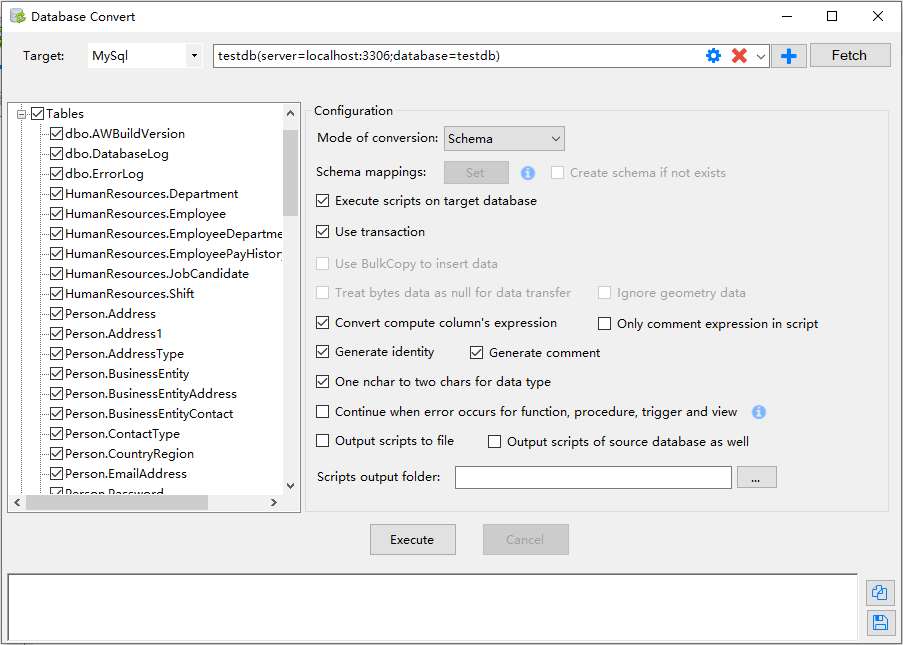 Database Convert
Target: MySql testdb(server=localhost:3306;database=testdb) Fetch
Tables
dbo.AWBuildVersion
dbo.DatabaseLog
dbo.ErrorLog
HumanResources.Department
HumanResources.Employee
HumanResources.EmployeeDepartme
HumanResources.EmployeePayHistory
HumanResources.JobCandidate
HumanResources.Shift
Person.Address
Person.Address1
Person.AddressType
Person.BusinessEntity
Person.BusinessEntityAddress
Person.BusinessEntityContact
Person.ContactType
Person.CountryRegion
Person.EmailAddress
Person.Password
Configuration
Mode of conversion: Schema
Schema mappings: Set Create schema if not exists
Execute scripts on target database
Use transaction
Use BulkCopy to insert data
Treat bytes data as null for data transfer Ignore geometry data
Convert compute column's expression Only comment expression in script
Generate identity Generate comment
One nchar to two chars for data type
Continue when error occurs for function, procedure, trigger and view
Output scripts to file Output scripts of source database as well
Scripts output folder: ...
Execute Cancel